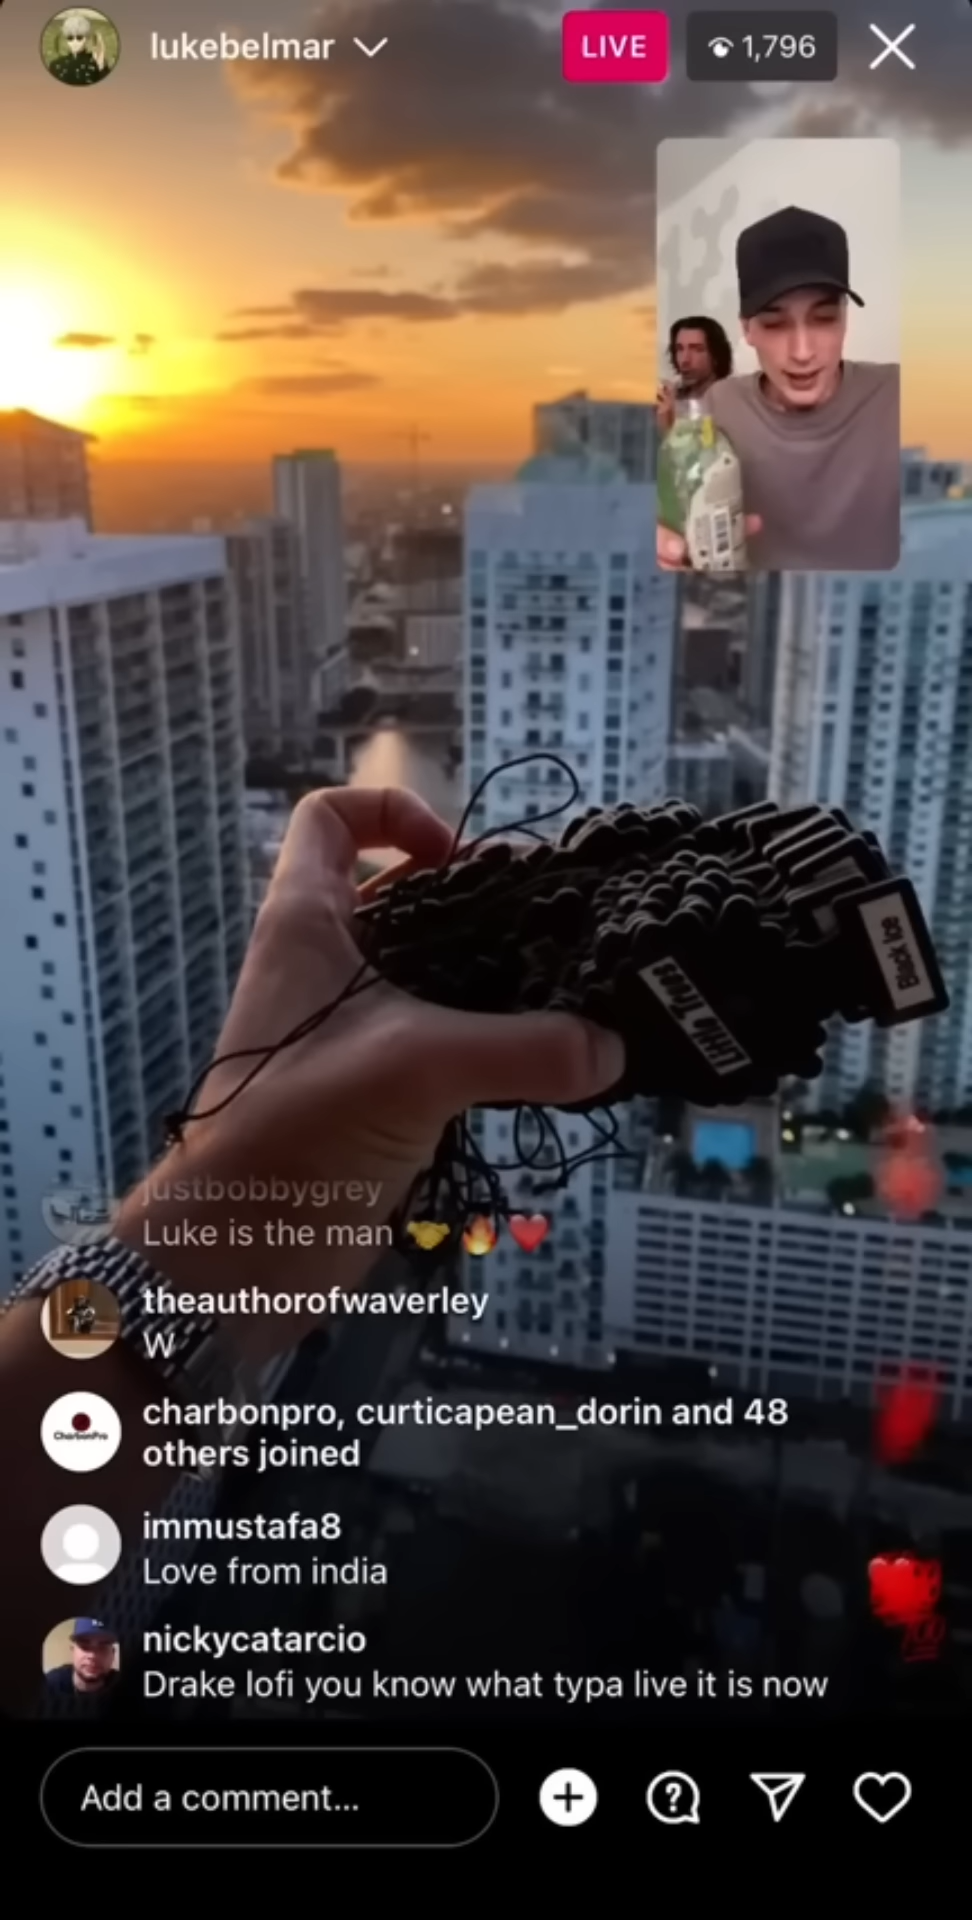 lukebelmar
LIVE
1,796
Black Ice
Little Trees
justbobbygrey
Luke is the man 🤝🔥❤️
theauthorofwaverley
W
CharbonPro
charbonpro, curticapean_dorin and 48
others joined
immustafa8
Love from india
nickycatarcio
Drake lofi you know what typa live it is now
Add a comment...